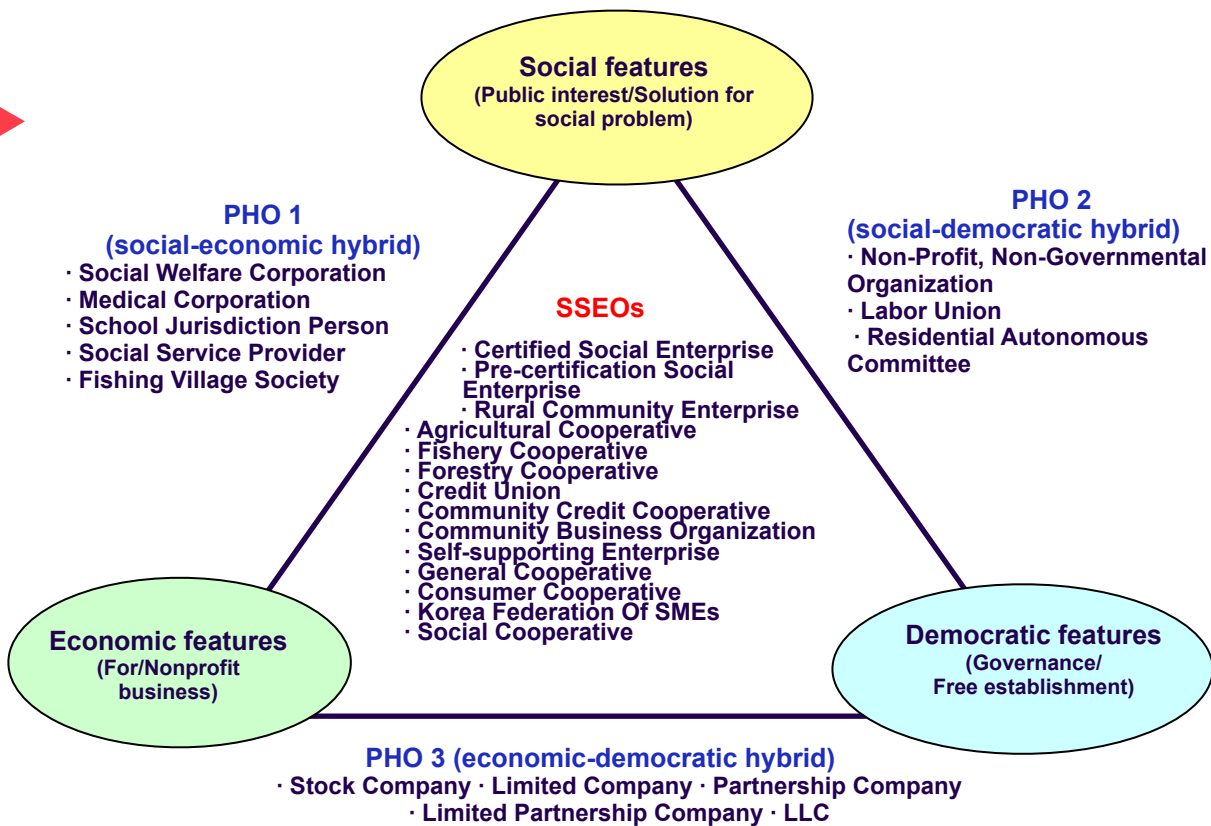 Social features
(Public interest/Solution for
social problem)
PHO 1
(social-economic hybrid)
· Social Welfare Corporation
· Medical Corporation
· School Jurisdiction Person
· Social Service Provider
· Fishing Village Society
PHO 2
(social-democratic hybrid)
· Non-Profit, Non-Governmental
Organization
· Labor Union
· Residential Autonomous
Committee
SSEOs
· Certified Social Enterprise
· Pre-certification Social
Enterprise
· Rural Community Enterprise
· Agricultural Cooperative
· Fishery Cooperative
· Forestry Cooperative
· Credit Union
· Community Credit Cooperative
· Community Business Organization
· Self-supporting Enterprise
· General Cooperative
· Consumer Cooperative
· Korea Federation Of SMEs
· Social Cooperative
Economic features
(For/Nonprofit
business)
Democratic features
(Governance/
Free establishment)
PHO 3 (economic-democratic hybrid)
· Stock Company · Limited Company · Partnership Company
· Limited Partnership Company · LLC